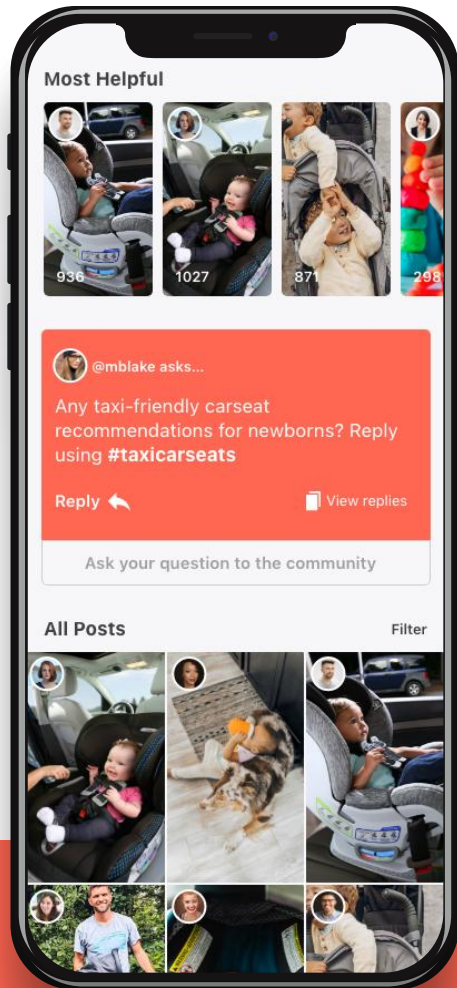 Most Helpful
936
1027
871
298
@mblake asks...
Any taxi-friendly carseat
recommendations for newborns? Reply
using #taxicarseats
Reply
View replies
Ask your question to the community
All Posts
Filter